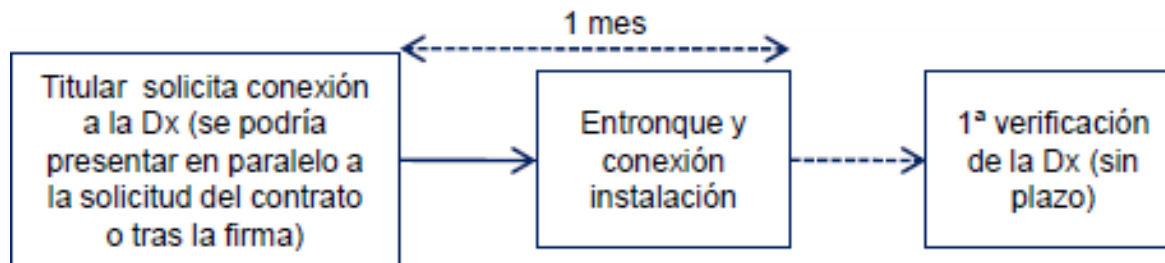 1 mes
Titular solicita conexión
a la Dx (se podría
presentar en paralelo a
la solicitud del contrato
o tras la firma)
Entronque y
conexión
instalación
1ª verificación
de la Dx (sin
plazo)